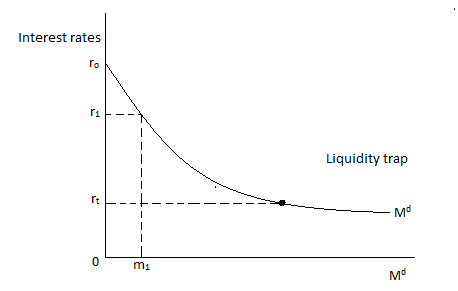 Interest rates
r₀
r₁
Liquidity trap
rₜ
Mᵈ
0
m₁
Mᵈ